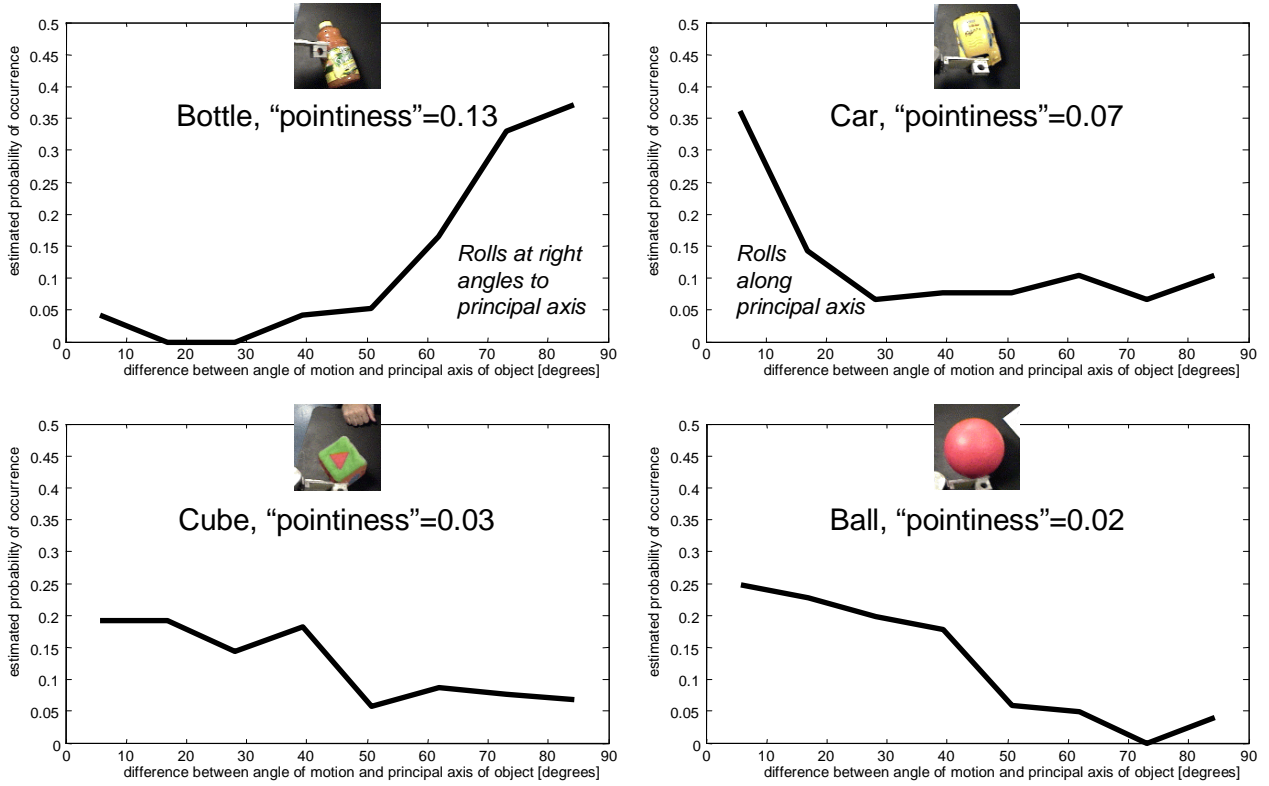 estimated probability of occurrence
0.5
0.45
0.4
0.35
0.3
0.25
0.2
0.15
0.1
0.05
0
Bottle, “pointiness”=0.13
Rolls at right
angles to
principal axis
0 10 20 30 40 50 60 70 80 90
difference between angle of motion and principal axis of object [degrees]
estimated probability of occurrence
0.5
0.45
0.4
0.35
0.3
0.25
0.2
0.15
0.1
0.05
0
Car, “pointiness”=0.07
Rolls
along
principal axis
0 10 20 30 40 50 60 70 80 90
difference between angle of motion and principal axis of object [degrees]
estimated probability of occurrence
0.5
0.45
0.4
0.35
0.3
0.25
0.2
0.15
0.1
0.05
0
Cube, “pointiness”=0.03
0 10 20 30 40 50 60 70 80 90
difference between angle of motion and principal axis of object [degrees]
estimated probability of occurrence
0.5
0.45
0.4
0.35
0.3
0.25
0.2
0.15
0.1
0.05
0
Ball, “pointiness”=0.02
0 10 20 30 40 50 60 70 80 90
difference between angle of motion and principal axis of object [degrees]